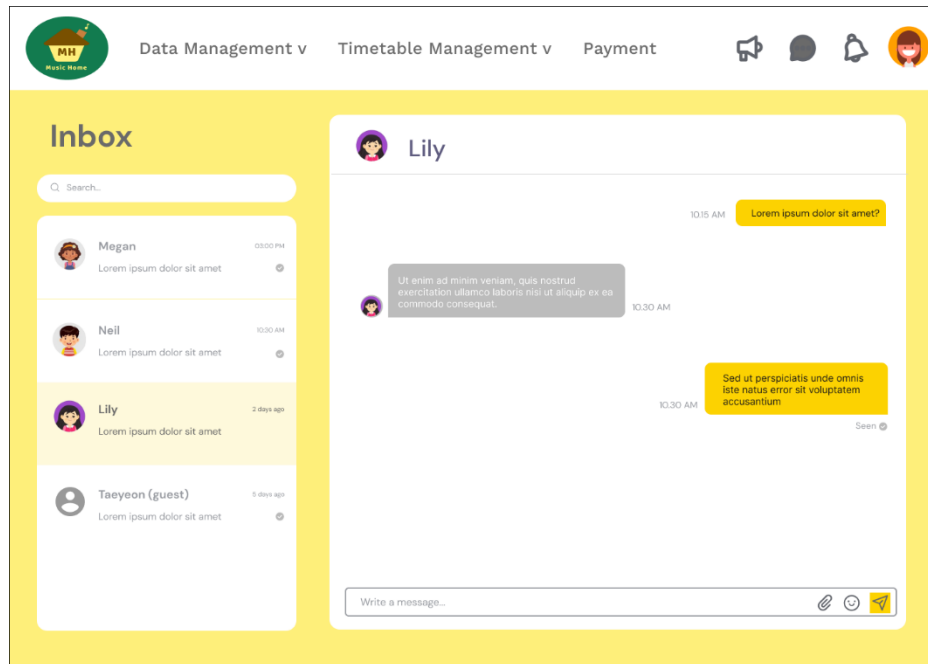 MH
Music Home
Data Management v
Timetable Management v
Payment
Inbox
Search...
Megan
03:00 PM
Lorem ipsum dolor sit amet
Neil
10:30 AM
Lorem ipsum dolor sit amet
Lily
2 days ago
Lorem ipsum dolor sit amet
Taeyeon (guest)
5 days ago
Lorem ipsum dolor sit amet
Lily
10.15 AM
Lorem ipsum dolor sit amet?
Ut enim ad minim veniam, quis nostrud
exercitation ullamco laboris nisi ut aliquip ex ea
commodo consequat.
10.30 AM
Sed ut perspiciatis unde omnis
iste natus error sit voluptatem
accusantium
10.30 AM
Seen
Write a message...